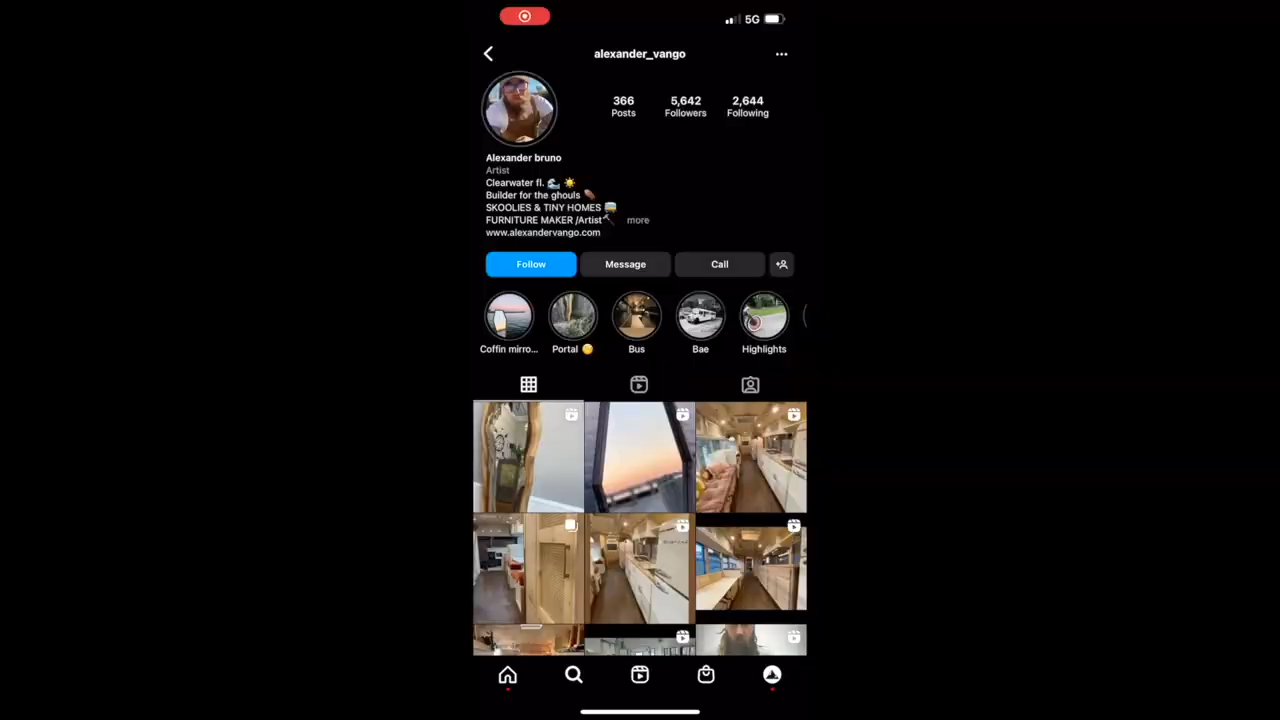 5G
alexander_vango
366 5,642 2,644
Posts Followers Following
Alexander bruno
Artist
Clearwater fl. 🌊 ☀️
Builder for the ghouls ⚰️
SKOOLIES & TINY HOMES 🚎
FURNITURE MAKER /Artist🔨 more
www.alexandervango.com
Follow Message Call
Coffin mirro... Portal 😏 Bus Bae Highlights